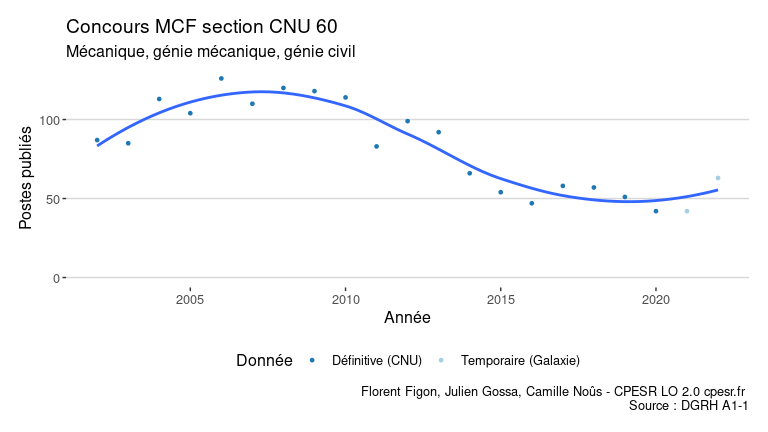 Concours MCF section CNU 60
Mécanique, génie mécanique, génie civil
Postes publiés
100
50
0
2005 2010 2015 2020
Année
Donnée Définitive (CNU) Temporaire (Galaxie)
Florent Figon, Julien Gossa, Camille Noûs - CPESR LO 2.0 cpesr.fr
Source : DGRH A1-1